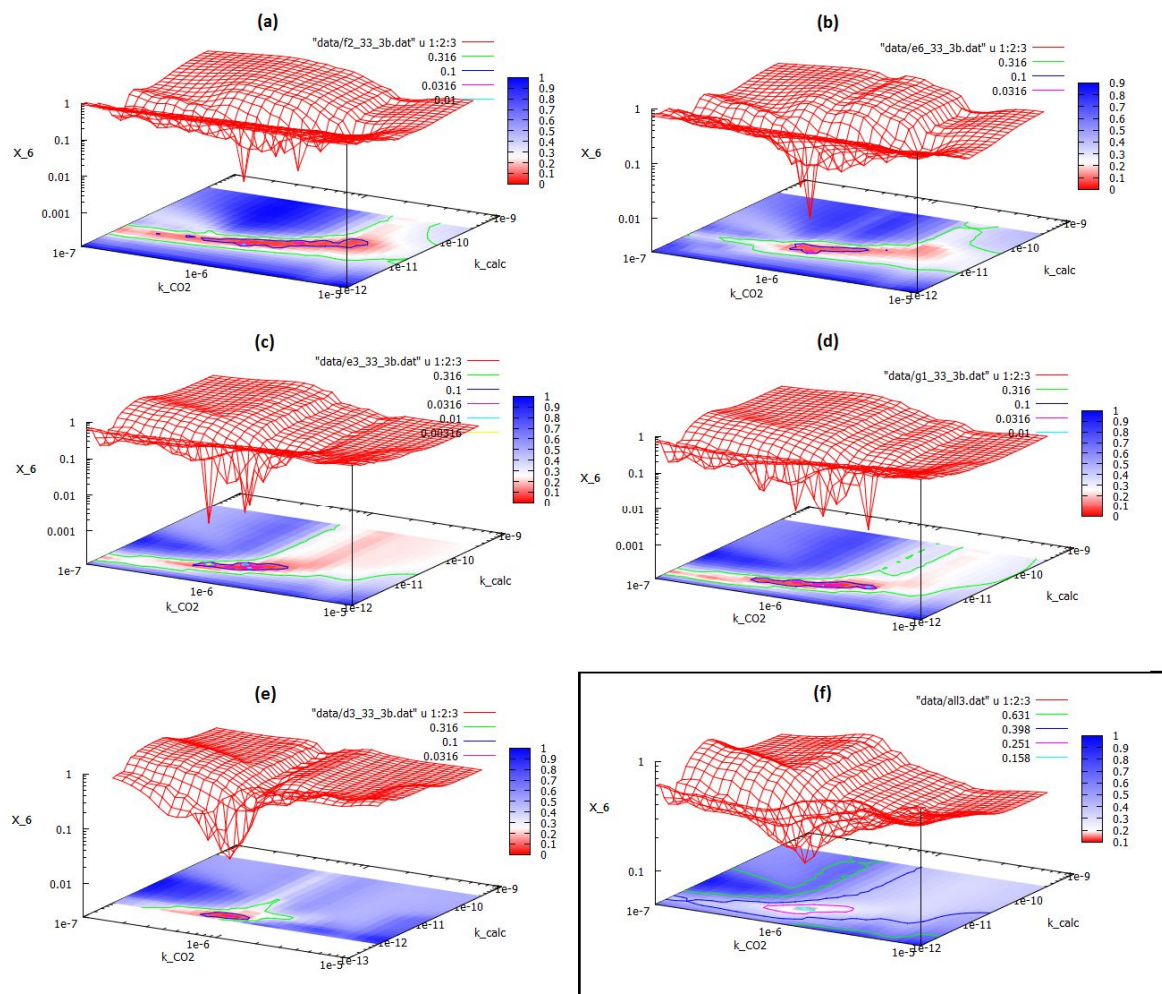 (a)
"data/f2_33_3b.dat" u 1:2:3
0.316
0.1
0.0316
0.01
1
0.9
0.8
0.7
0.6
0.5
0.4
0.3
0.2
0.1
0
1
0.1
0.01
0.001
X_6
1e-7
1e-6
1e-5
k_CO2
1e-12
1e-11
1e-10
1e-9
k_calc
(b)
"data/e6_33_3b.dat" u 1:2:3
0.316
0.1
0.0316
0.9
0.8
0.7
0.6
0.5
0.4
0.3
0.2
0.1
0
1
0.1
0.01
X_6
1e-7
1e-6
1e-5
k_CO2
1e-12
1e-11
1e-10
1e-9
k_calc
(c)
"data/e3_33_3b.dat" u 1:2:3
0.316
0.1
0.0316
0.01
0.00316
1
0.9
0.8
0.7
0.6
0.5
0.4
0.3
0.2
0.1
0
1
0.1
0.01
0.001
X_6
1e-7
1e-6
1e-5
k_CO2
1e-12
1e-11
1e-10
1e-9
k_calc
(d)
"data/g1_33_3b.dat" u 1:2:3
0.316
0.1
0.0316
0.01
1
0.9
0.8
0.7
0.6
0.5
0.4
0.3
0.2
0.1
0
1
0.1
0.01
0.001
X_6
1e-7
1e-6
1e-5
k_CO2
1e-12
1e-11
1e-10
1e-9
k_calc
(e)
"data/d3_33_3b.dat" u 1:2:3
0.316
0.1
0.0316
1
0.9
0.8
0.7
0.6
0.5
0.4
0.3
0.2
0.1
0
1
0.1
0.01
X_6
1e-7
1e-6
1e-5
k_CO2
1e-13
1e-12
1e-11
1e-10
1e-9
k_calc
(f)
"data/all3.dat" u 1:2:3
0.631
0.398
0.251
0.158
1
0.9
0.8
0.7
0.6
0.5
0.4
0.3
0.2
0.1
1
0.1
X_6
1e-7
1e-6
1e-5
k_CO2
1e-12
1e-11
1e-10
1e-9
k_calc